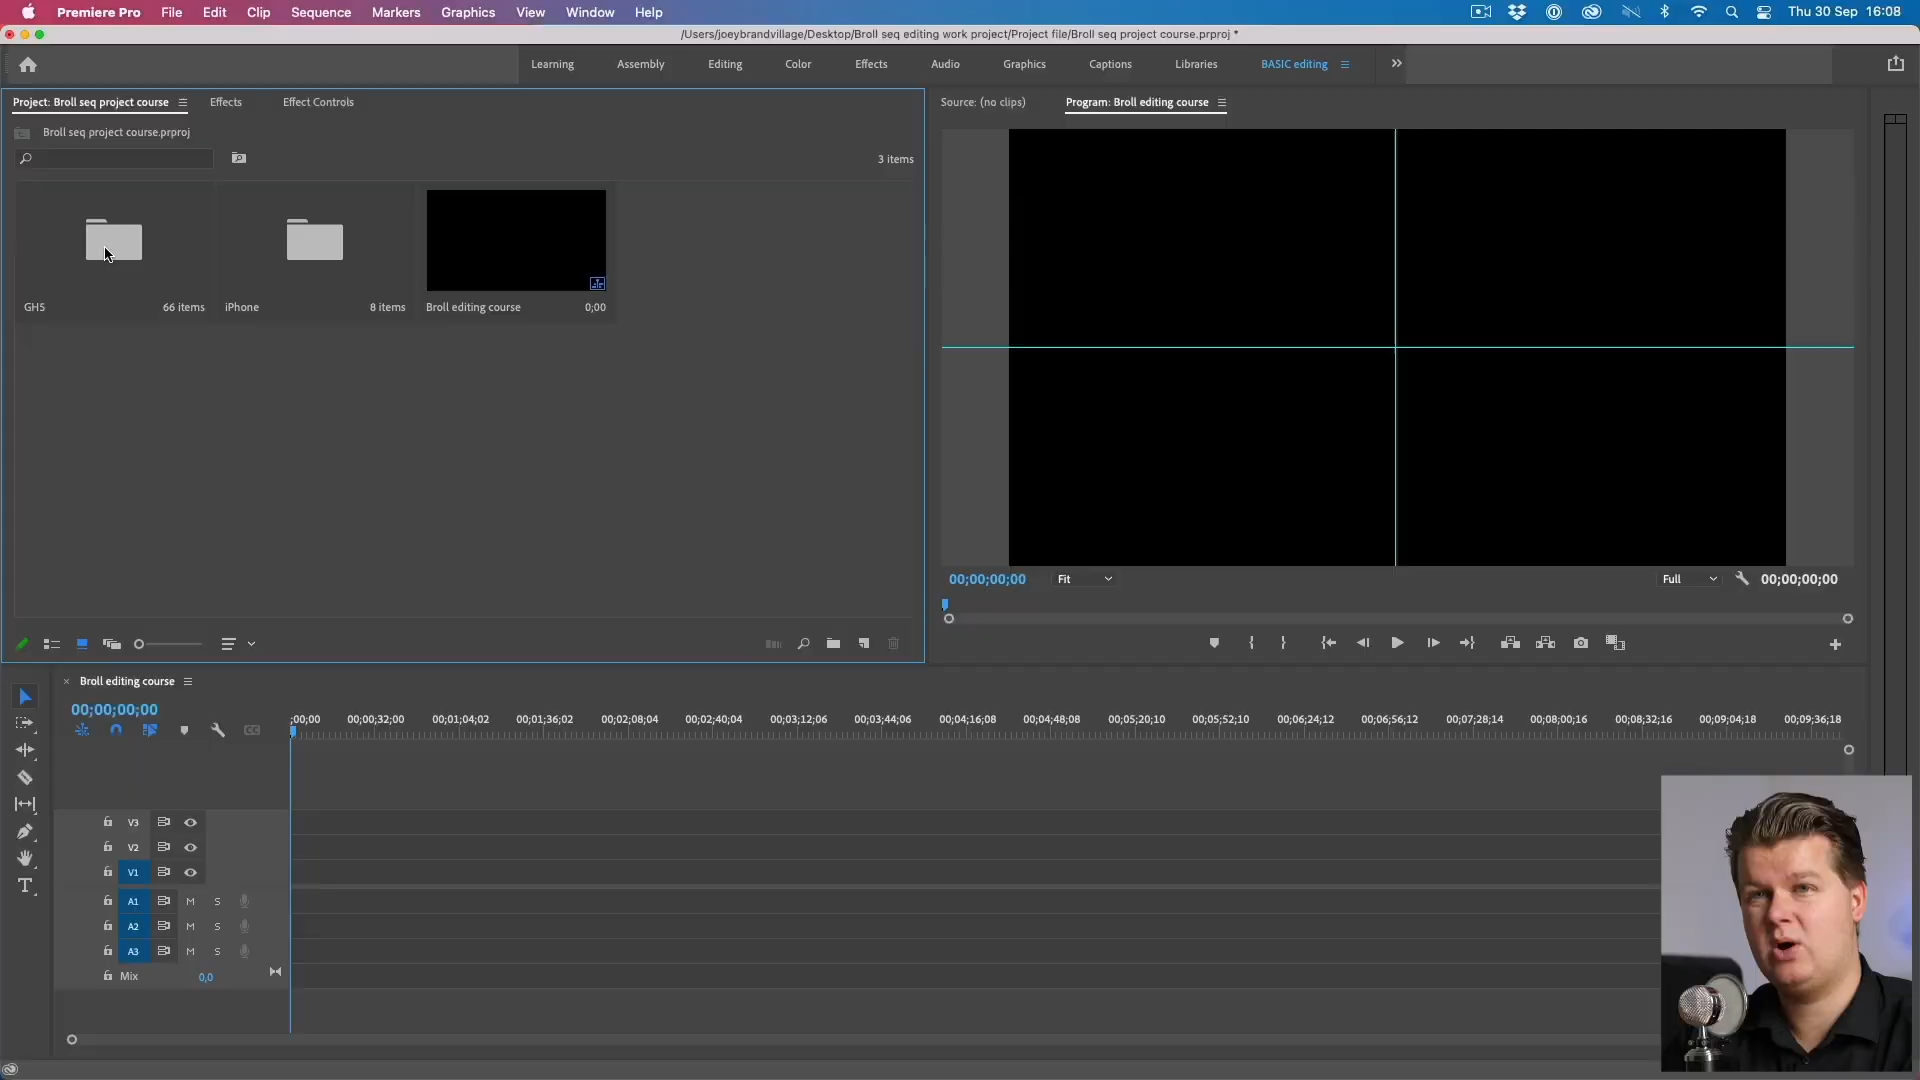 Premiere Pro File Edit Clip Sequence Markers Graphics View Window Help Thu 30 Sep 16:08
/Users/joeybrandvillage/Desktop/Broll seq editing work project/Project file/Broll seq project course.prproj *
Learning Assembly Editing Color Effects Audio Graphics Captions Libraries BASIC editing
Project: Broll seq project course Effects Effect Controls
Source: (no clips) Program: Broll editing course
Broll seq project course.prproj
3 items
GH5 66 items iPhone 8 items Broll editing course 0;00
00;00;00;00 Fit Full 00;00;00;00
Broll editing course
00;00;00;00
;00;00 00;00;32;00 00;01;04;02 00;01;36;02 00;02;08;04 00;02;40;04 00;03;12;06 00;03;44;06 00;04;16;08 00;04;48;08 00;05;20;10 00;05;52;10 00;06;24;12 00;06;56;12 00;07;28;14 00;08;00;16 00;08;32;16 00;09;04;18 00;09;36;18
V3
V2
V1
A1 M S
A2 M S
A3 M S
Mix 0,0